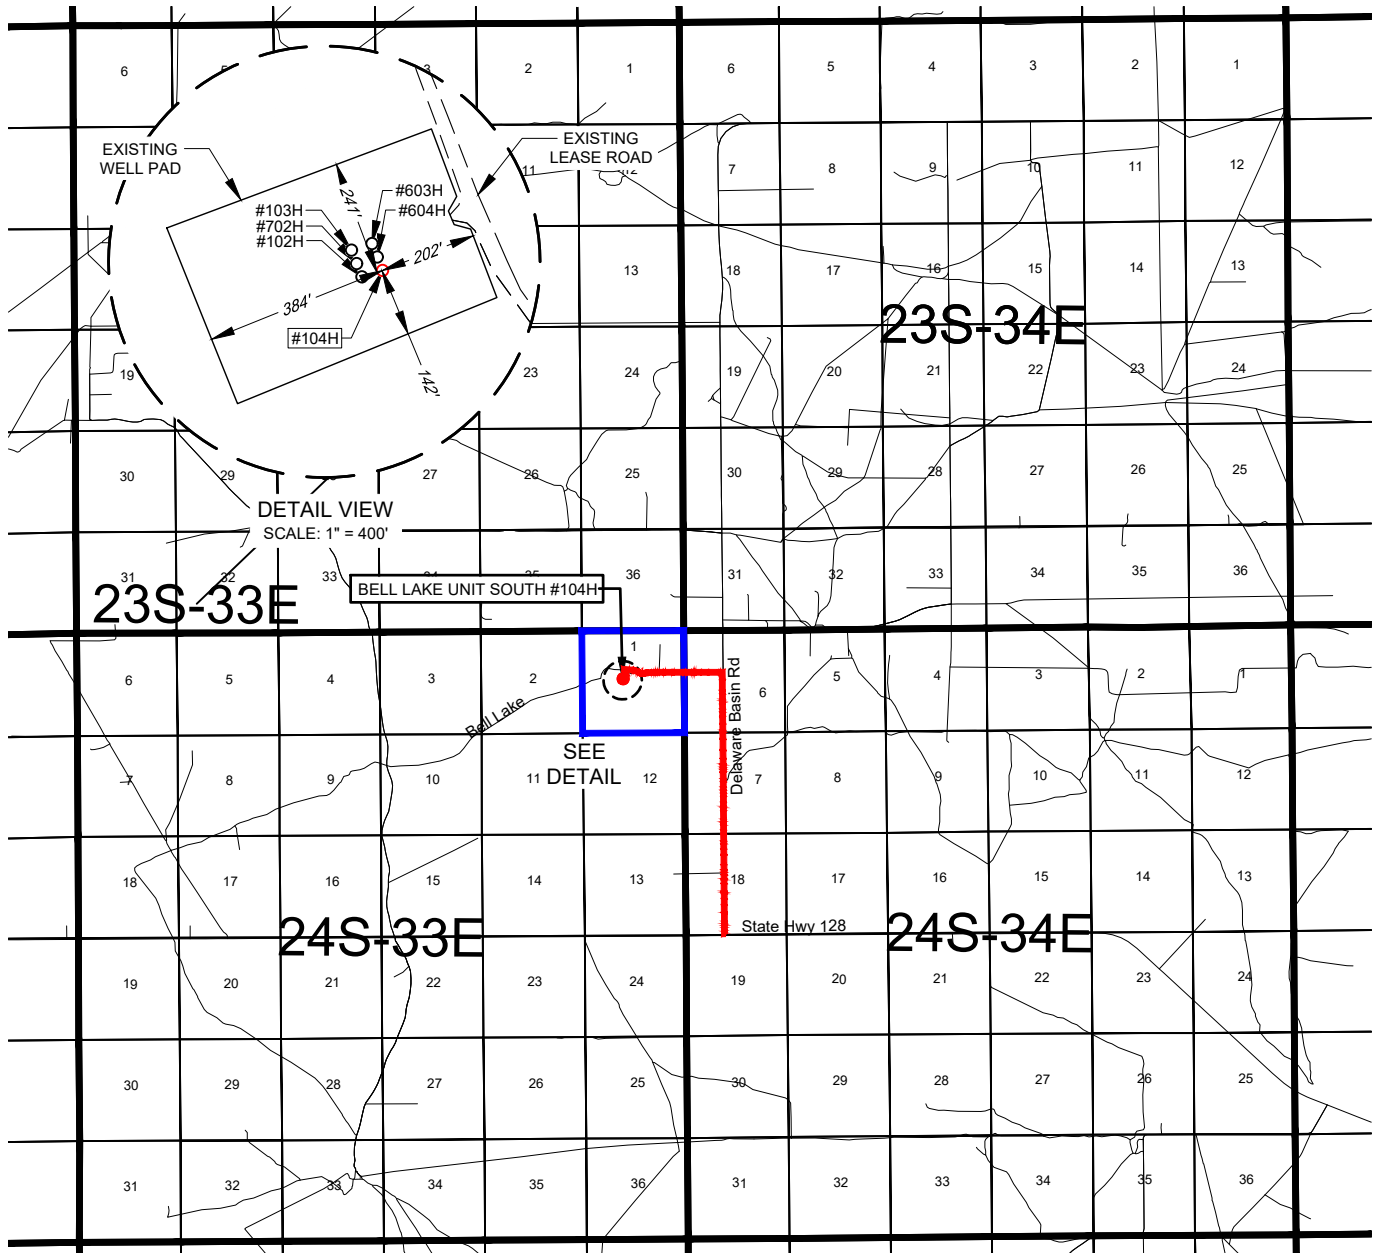 6 5 3 2 1 6 5 4 3 2 1
EXISTING
WELL PAD
EXISTING
LEASE ROAD
11 12 7 8 9 10 11 12
#603H
#604H
#103H
#702H
#102H
241'
202'
384'
142'
#104H
13 18 17 16 15 14 13
23S-34E
19 23 24 19 20 21 22 23 24
30 29 27 26 25 30 29 28 27 26 25
DETAIL VIEW
SCALE: 1" = 400'
31 32 33 34 35 36 31 32 33 34 35 36
23S-33E
BELL LAKE UNIT SOUTH #104H
6 5 4 3 2 1 6 5 4 3 2 1
Bell Lake
Delaware Basin Rd
SEE
DETAIL
7 8 9 10 11 12 7 8 9 10 11 12
18 17 16 15 14 13 18 17 16 15 14 13
State Hwy 128
24S-33E
24S-34E
19 20 21 22 23 24 19 20 21 22 23 24
30 29 28 27 26 25 30 29 28 27 26 25
31 32 33 34 35 36 31 32 33 34 35 36